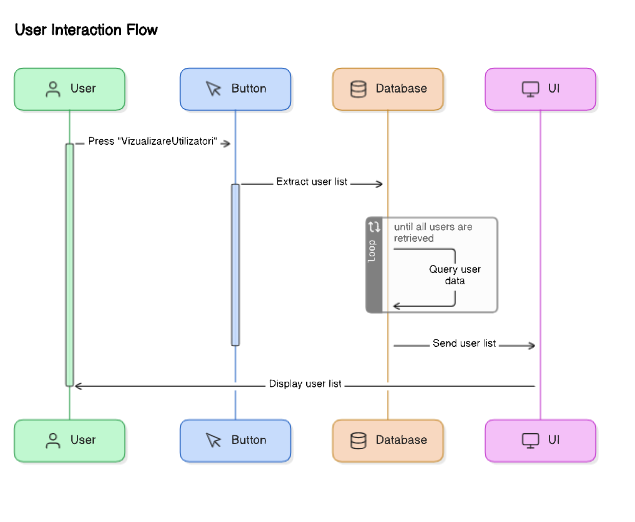 User Interaction Flow
User
Button
Database
UI
Press "VizualizareUtilizatori"
Extract user list
loop
until all users are
retrieved
Query user
data
Send user list
Display user list
User
Button
Database
UI